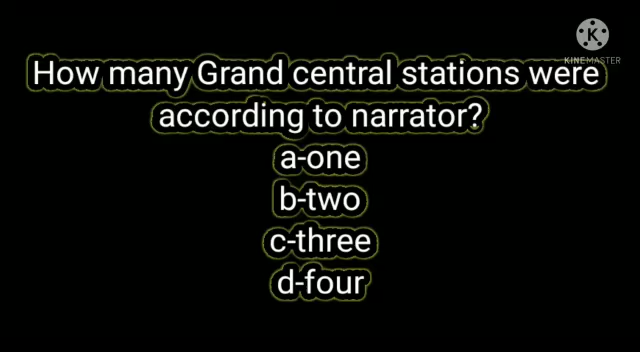 K
KINEMASTER
How many Grand central stations were
according to narrator?
a-one
b-two
c-three
d-four